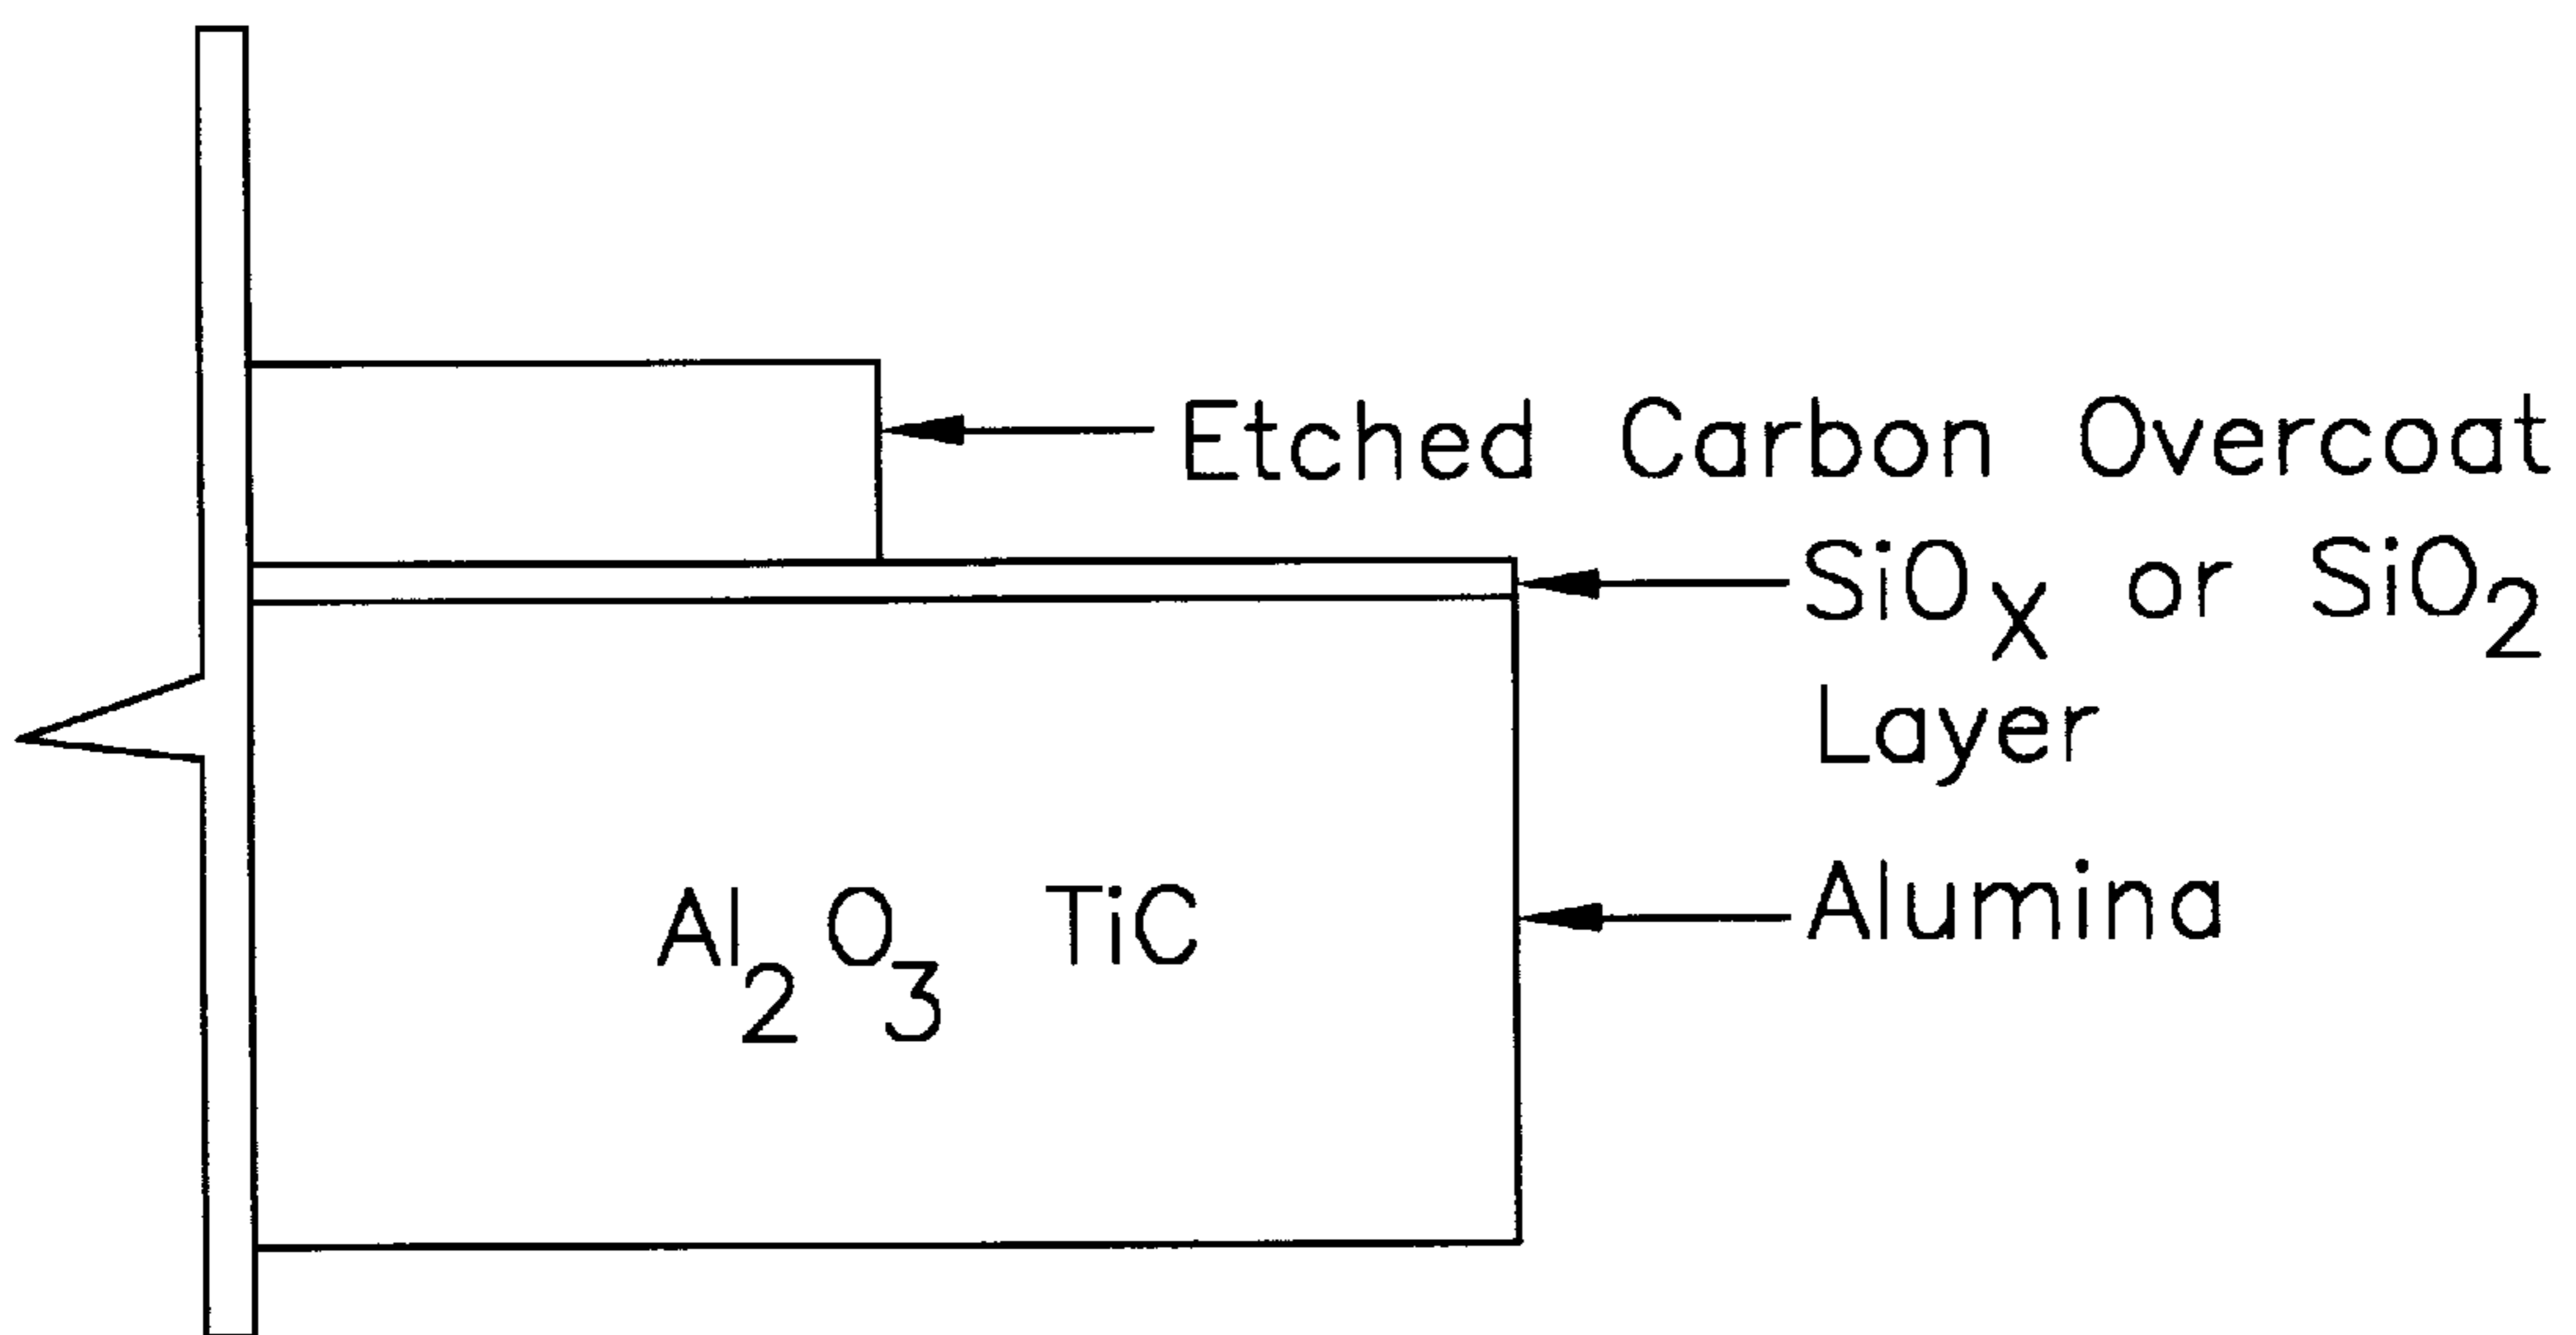 Etched Carbon Overcoat
SiOₓ or SiO₂
Layer
Alumina
Al₂O₃ TiC